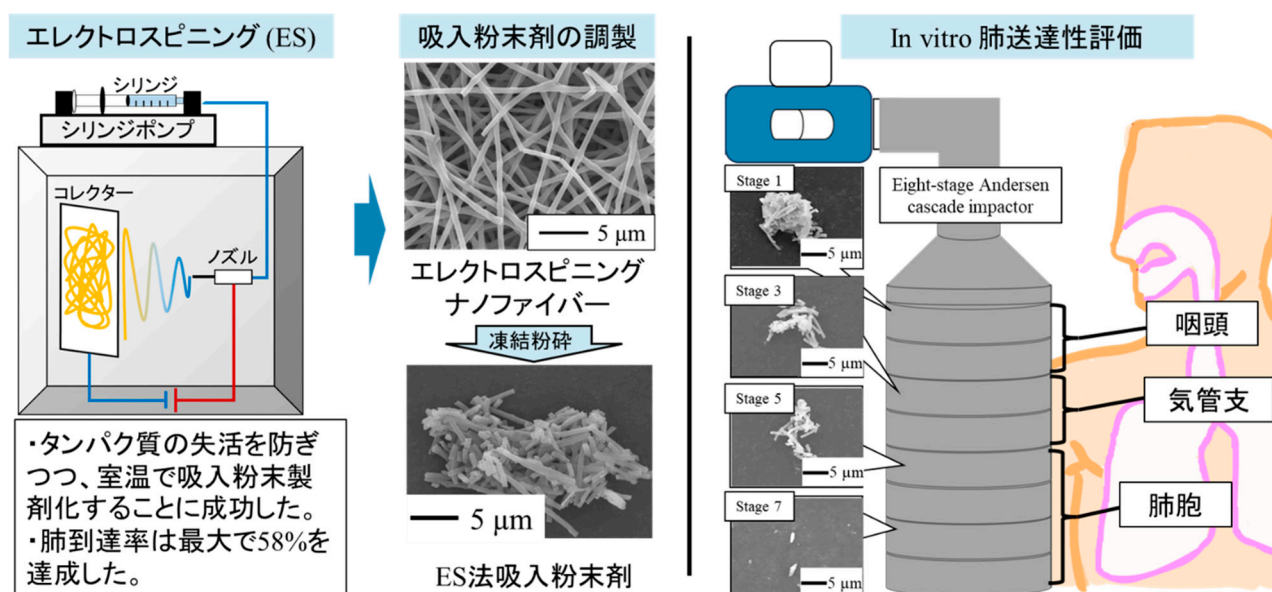 エレクトロスピニング (ES)
シリンジ
シリンジポンプ
コレクター
ノズル
・タンパク質の失活を防ぎ
つつ、室温で吸入粉末製
剤化することに成功した。
・肺到達率は最大で58%を
達成した。
吸入粉末剤の調製
5 μm
エレクトロスピニング
ナノファイバー
凍結粉砕
5 μm
ES法吸入粉末剤
In vitro 肺送達性評価
Eight-stage Andersen
cascade impactor
Stage 1
5 μm
Stage 3
5 μm
Stage 5
5 μm
Stage 7
5 μm
咽頭
気管支
肺胞